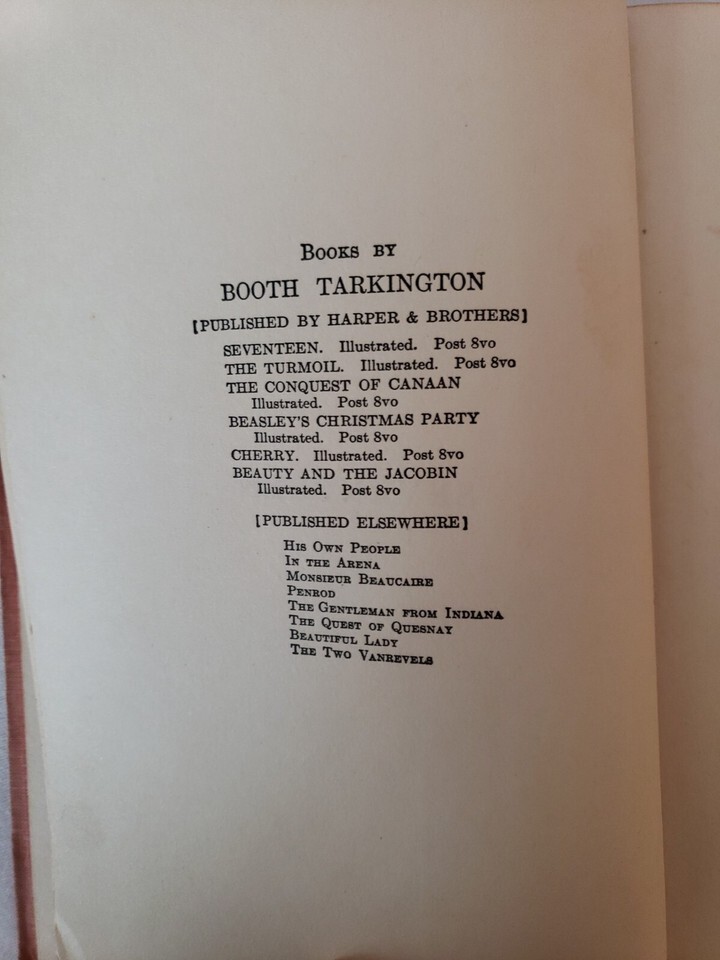 BOOKS BY
BOOTH TARKINGTON
[PUBLISHED BY HARPER & BROTHERS]
SEVENTEEN. Illustrated. Post 8vo
THE TURMOIL. Illustrated. Post 8vo
THE CONQUEST OF CANAAN
Illustrated. Post 8vo
BEASLEY'S CHRISTMAS PARTY
Illustrated. Post 8vo
CHERRY. Illustrated. Post 8vo
BEAUTY AND THE JACOBIN
Illustrated. Post 8vo
[PUBLISHED ELSEWHERE]
HIS OWN PEOPLE
IN THE ARENA
MONSIEUR BEAUCAIRE
PENROD
THE GENTLEMAN FROM INDIANA
THE QUEST OF QUESNAY
BEAUTIFUL LADY
THE TWO VANREVELS